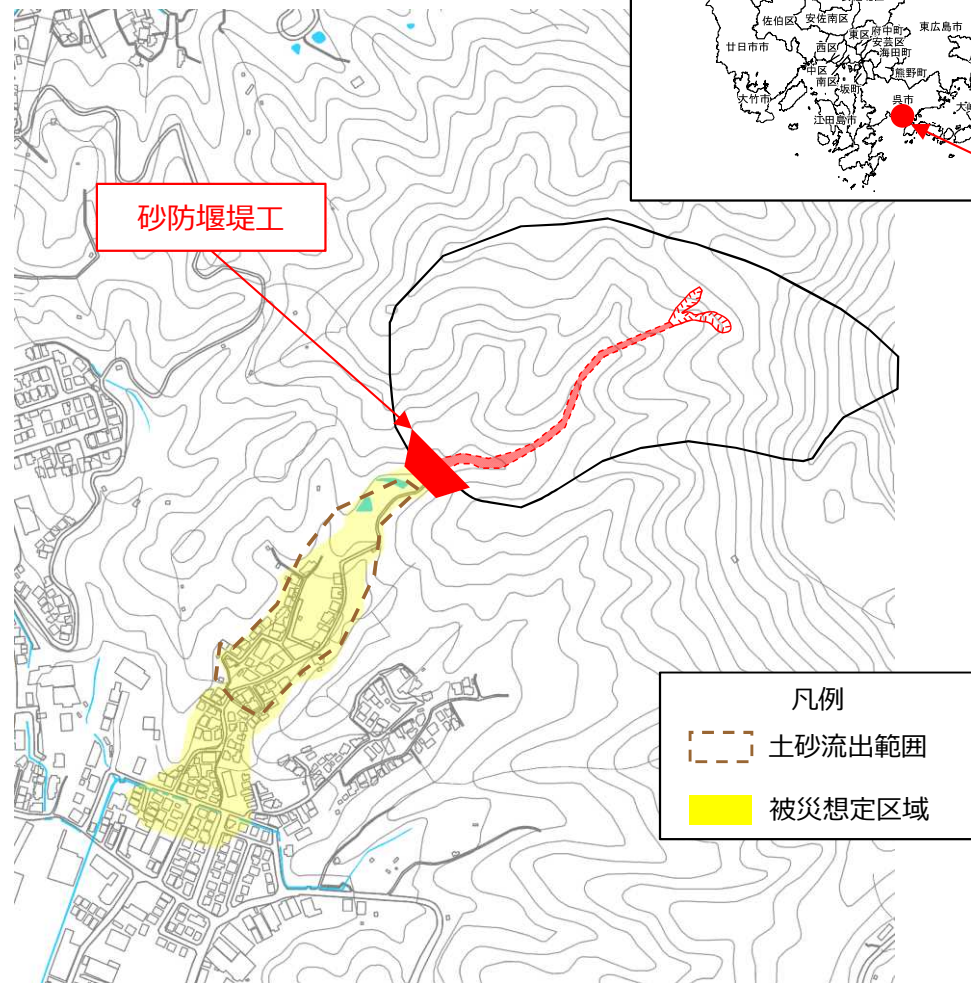 佐伯区
安佐南区
東広島市
府中町
東区
安芸区
廿日市市
西区
海田町
中区
熊野町
南区
坂町
大竹市
呉市
江田島市
砂防堰堤工
凡例
土砂流出範囲
被災想定区域